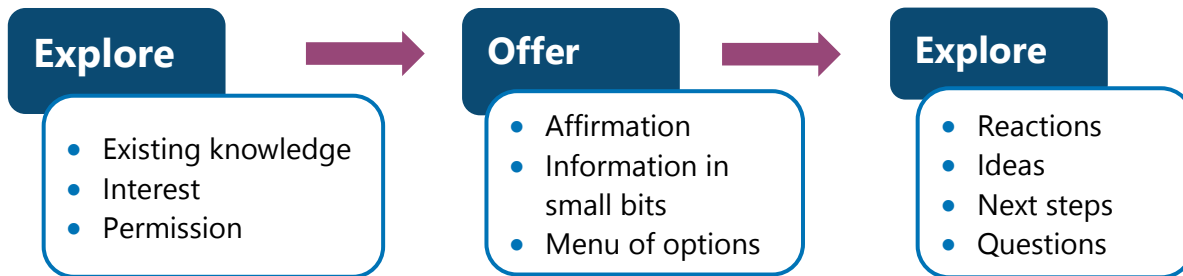 Explore
• Existing knowledge
• Interest
• Permission
Offer
• Affirmation
• Information in
small bits
• Menu of options
Explore
• Reactions
• Ideas
• Next steps
• Questions